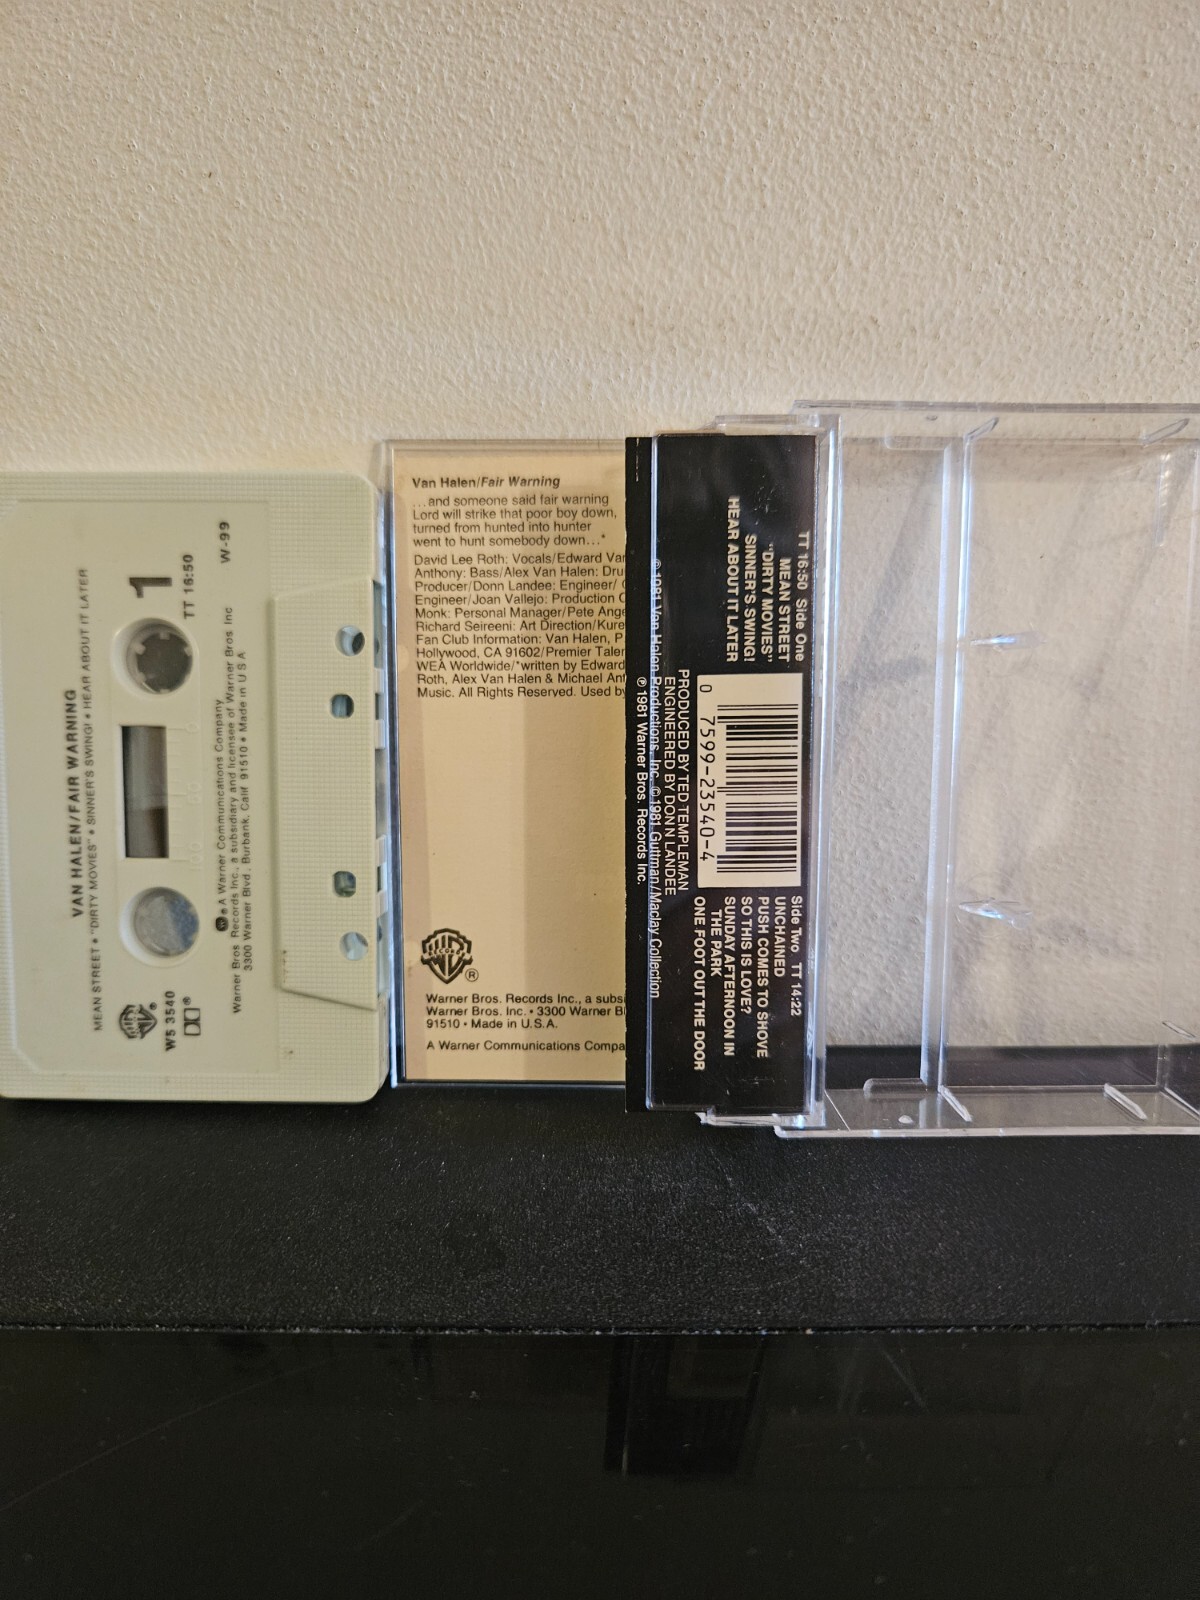 VAN HALEN/FAIR WARNING
MEAN STREET • "DIRTY MOVIES" • SINNER'S SWING! • HEAR ABOUT IT LATER
1
TT 16:50
W5 3540
W-99
A Warner Communications Company
Warner Bros Records Inc., a subsidiary and licensee of Warner Bros Inc
3300 Warner Blvd. Burbank, Calif. 91510 • Made in U S A
Van Halen/Fair Warning
...and someone said fair warning
Lord will strike that poor boy down,
turned from hunted into hunter
went to hunt somebody down...*
David Lee Roth: Vocals/Edward Van
Anthony: Bass/Alex Van Halen: Dru
Producer/Donn Landee: Engineer/
Engineer/Joan Vallejo: Production C
Monk: Personal Manager/Pete Ange
Richard Seireeni: Art Direction/Kure
Fan Club Information: Van Halen, P.
Hollywood, CA 91602/Premier Talen
WEA Worldwide/*written by Edward
Roth, Alex Van Halen & Michael Ant
Music. All Rights Reserved. Used by
WB
RECORDS
®
Warner Bros. Records Inc., a subsi
Warner Bros. Inc. • 3300 Warner Bl
91510 • Made in U.S.A.
A Warner Communications Compa
TT 16:50 Side One
MEAN STREET
"DIRTY MOVIES"
SINNER'S SWING!
HEAR ABOUT IT LATER
0 7599-23540-4
Side Two TT 14:22
UNCHAINED
PUSH COMES TO SHOVE
SO THIS IS LOVE?
SUNDAY AFTERNOON IN
THE PARK
ONE FOOT OUT THE DOOR
PRODUCED BY TED TEMPLEMAN
ENGINEERED BY DONN LANDEE
© 1981 Van Halen Productions, Inc. © 1981 Guttman/Maclay Collection
℗ 1981 Warner Bros. Records Inc.